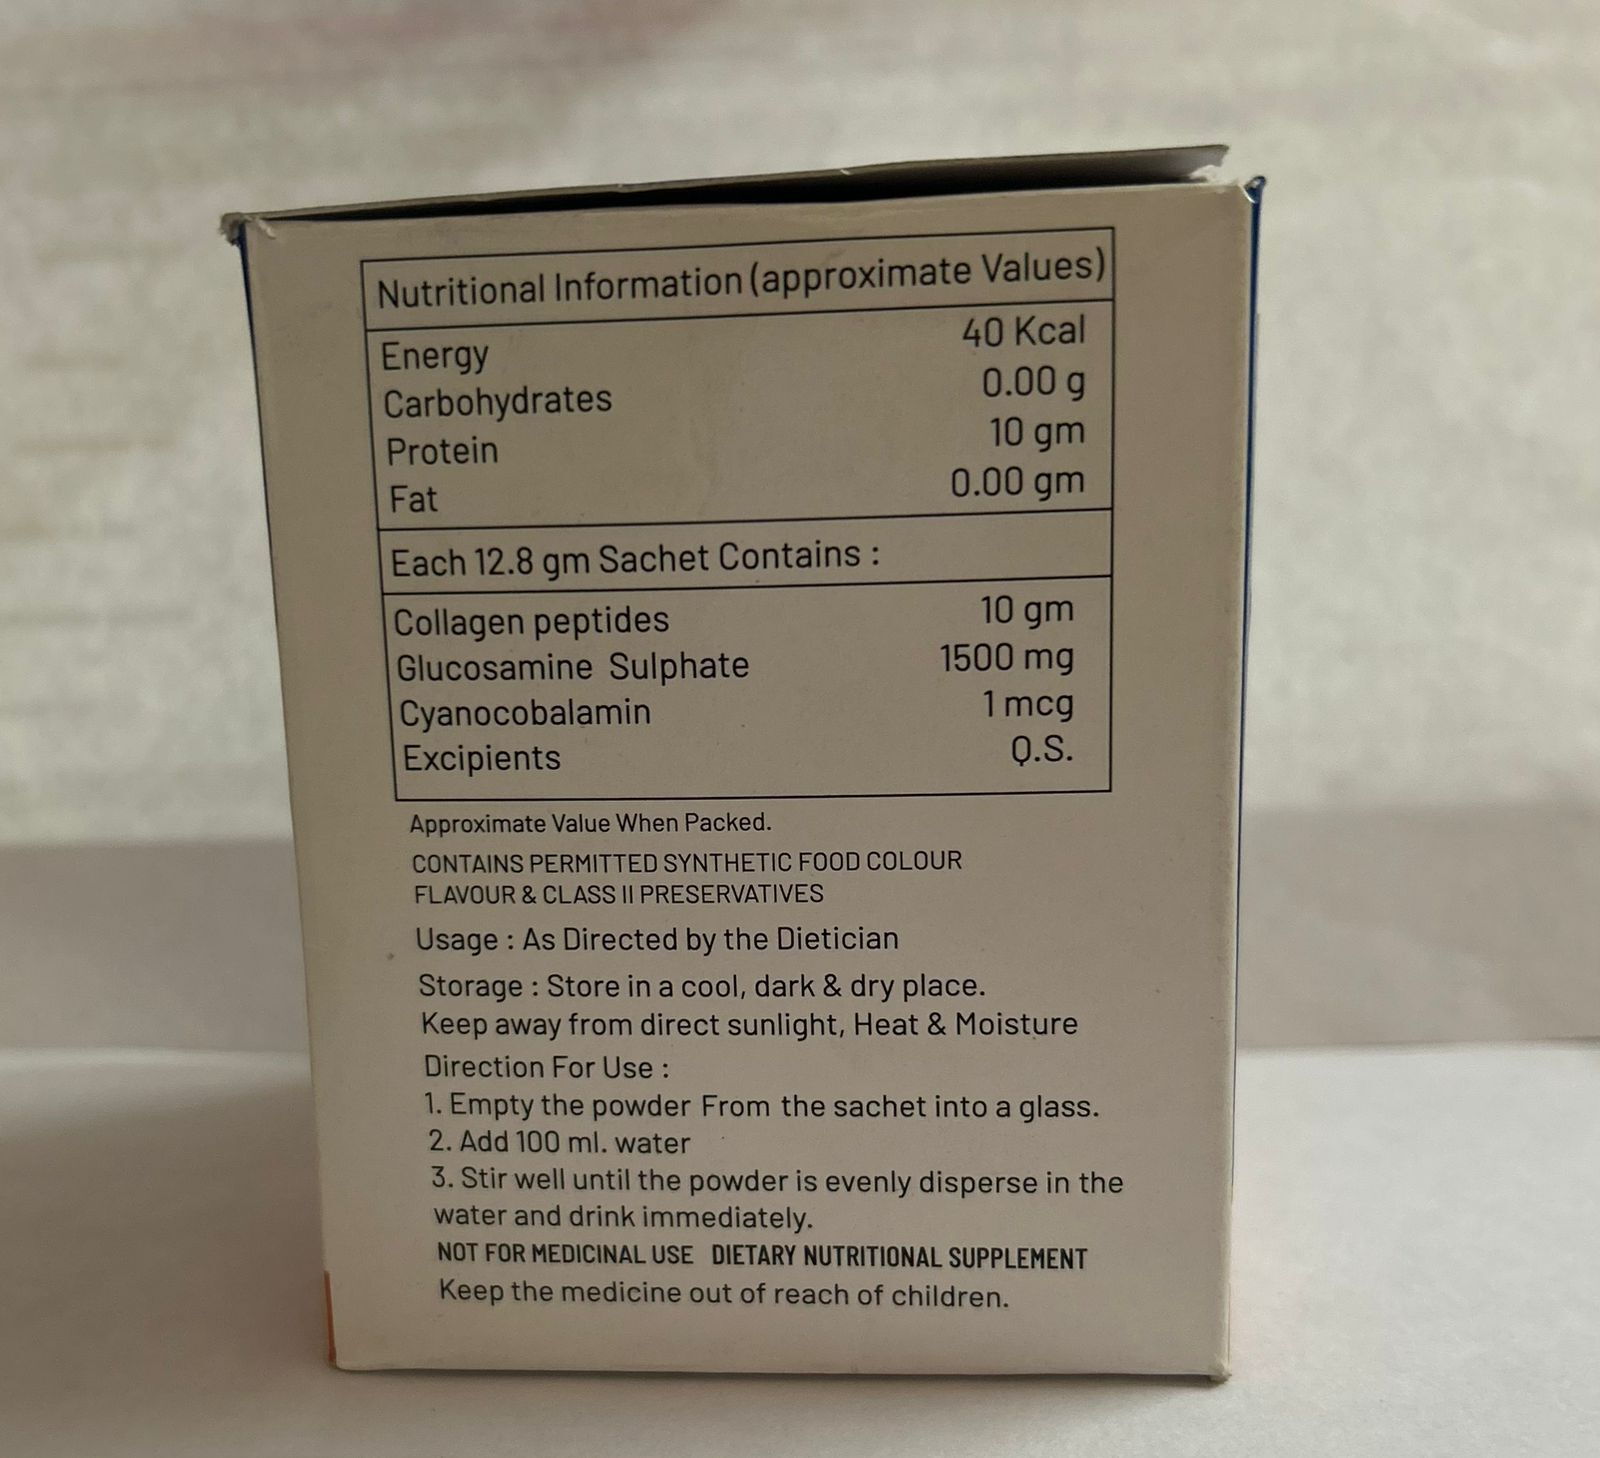 Nutritional Information (approximate Values)
Energy 40 Kcal
Carbohydrates 0.00 g
Protein 10 gm
Fat 0.00 gm
Each 12.8 gm Sachet Contains :
Collagen peptides 10 gm
Glucosamine Sulphate 1500 mg
Cyanocobalamin 1 mcg
Excipients Q.S.
Approximate Value When Packed.
CONTAINS PERMITTED SYNTHETIC FOOD COLOUR
FLAVOUR & CLASS II PRESERVATIVES
Usage : As Directed by the Dietician
Storage : Store in a cool, dark & dry place.
Keep away from direct sunlight, Heat & Moisture
Direction For Use :
1. Empty the powder From the sachet into a glass.
2. Add 100 ml. water
3. Stir well until the powder is evenly disperse in the
water and drink immediately.
NOT FOR MEDICINAL USE DIETARY NUTRITIONAL SUPPLEMENT
Keep the medicine out of reach of children.